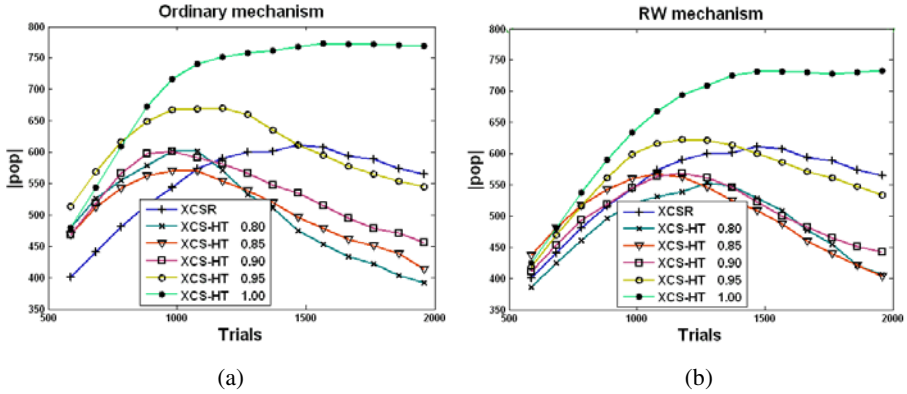 Ordinary mechanism
800
750
700
650
600
550
500
450
400
350
|pop|
XCSR
XCS-HT 0.80
XCS-HT 0.85
XCS-HT 0.90
XCS-HT 0.95
XCS-HT 1.00
500 1000 1500 2000
Trials
(a)
RW mechanism
800
750
700
650
600
550
500
450
400
350
|pop|
XCSR
XCS-HT 0.80
XCS-HT 0.85
XCS-HT 0.90
XCS-HT 0.95
XCS-HT 1.00
500 1000 1500 2000
Trials
(b)